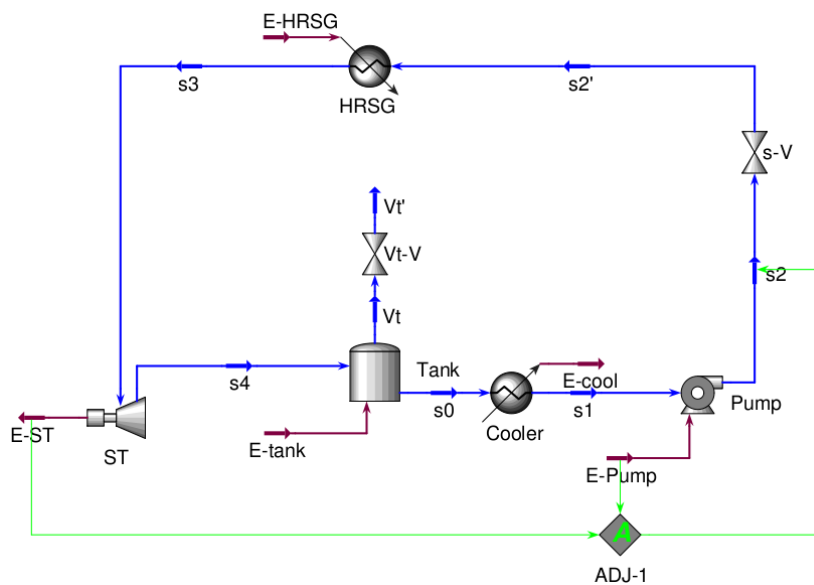 E-HRSG
s3
s2'
HRSG
s-V
Vt'
Vt-V
s2
Vt
s4
Tank
E-cool
s0
s1
Pump
E-ST
ST
Cooler
E-tank
E-Pump
A
ADJ-1